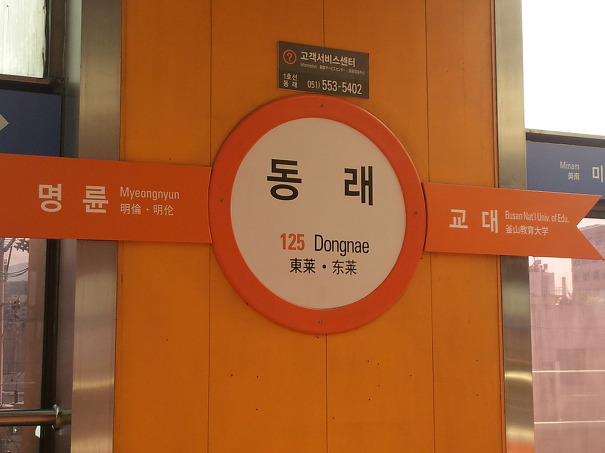 ? 고객서비스센터
1호선
동 래
051) 553-5402
명 륜
Myeongnyun
明倫・明伦
동 래
125 Dongnae
東莱・东莱
교 대
Busan Nat'l Univ. of Edu.
釜山教育大学
미
Minam
美南